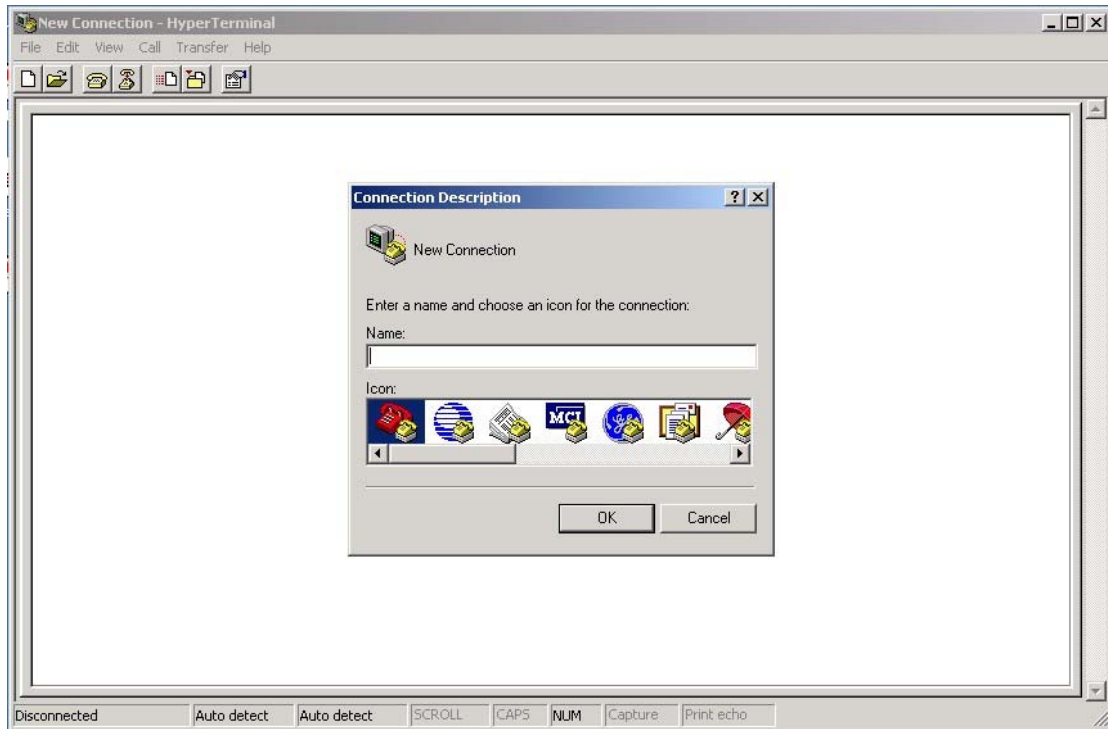 New Connection - HyperTerminal
File Edit View Call Transfer Help
Connection Description
New Connection
Enter a name and choose an icon for the connection:
Name:
Icon:
MCI
OK Cancel
Disconnected Auto detect Auto detect SCROLL CAPS NUM Capture Print echo